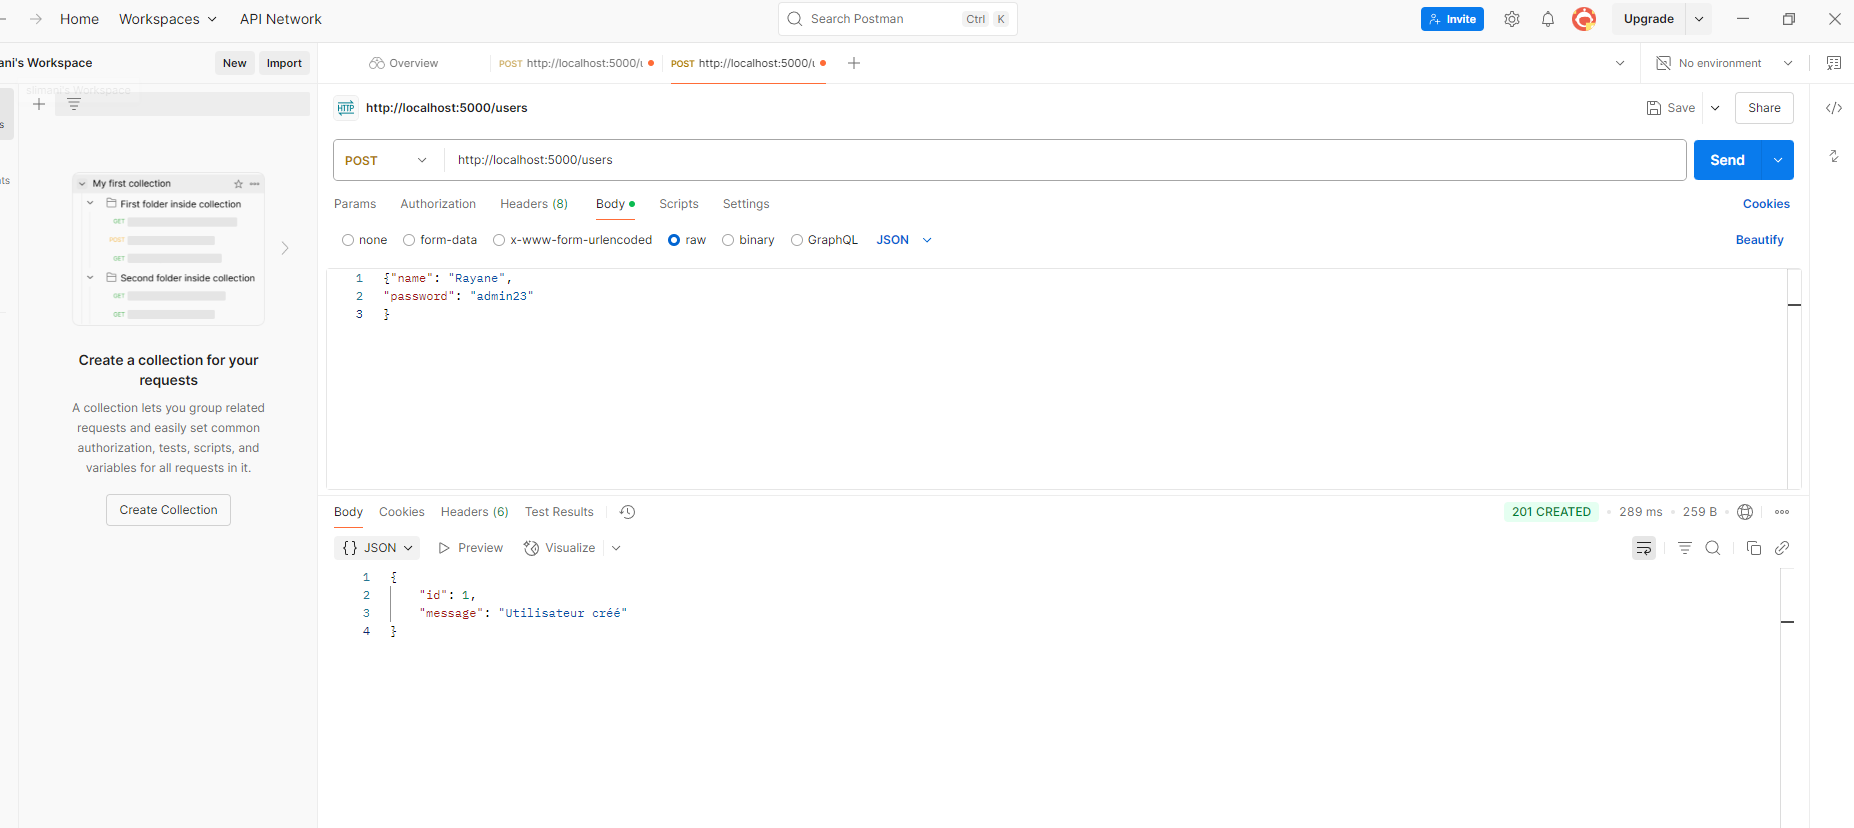 Home Workspaces API Network Search Postman Ctrl K Invite Upgrade
ani's Workspace New Import Overview POST http://localhost:5000/u POST http://localhost:5000/u No environment
slimani's Workspace
s
http://localhost:5000/users Save Share
POST http://localhost:5000/users Send
nts
Params Authorization Headers (8) Body Scripts Settings Cookies
none form-data x-www-form-urlencoded raw binary GraphQL JSON Beautify
My first collection
First folder inside collection
GET
POST
GET
Second folder inside collection
GET
GET
1 {"name": "Rayane",
2 "password": "admin23"
3 }
Create a collection for your
requests
A collection lets you group related
requests and easily set common
authorization, tests, scripts, and
variables for all requests in it.
Create Collection
Body Cookies Headers (6) Test Results 201 CREATED 289 ms 259 B
{} JSON Preview Visualize
1 {
2 "id": 1,
3 "message": "Utilisateur créé"
4 }